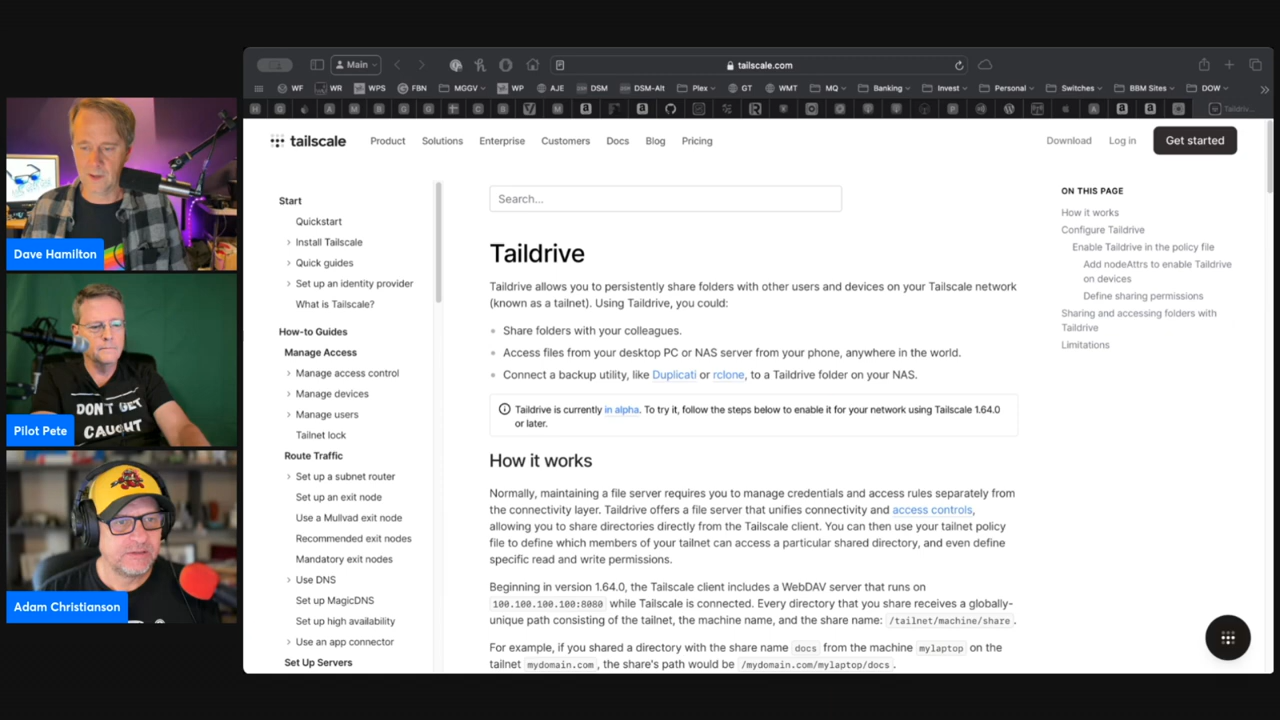 Dave Hamilton
Pilot Pete
DON'T GET
CAUGHT
Adam Christianson
Main
tailscale.com
WF WR WPS FBN MGGV WP AJE DSM DSM-Alt Plex GT WMT MQ Banking Invest Personal Switches BBM Sites DOW
Taildriv...
tailscale Product Solutions Enterprise Customers Docs Blog Pricing Download Log in Get started
Start
Quickstart
Install Tailscale
Quick guides
Set up an identity provider
What is Tailscale?
How-to Guides
Manage Access
Manage access control
Manage devices
Manage users
Tailnet lock
Route Traffic
Set up a subnet router
Set up an exit node
Use a Mullvad exit node
Recommended exit nodes
Mandatory exit nodes
Use DNS
Set up MagicDNS
Set up high availability
Use an app connector
Set Up Servers
Search...
Taildrive
Taildrive allows you to persistently share folders with other users and devices on your Tailscale network
(known as a tailnet). Using Taildrive, you could:
Share folders with your colleagues.
Access files from your desktop PC or NAS server from your phone, anywhere in the world.
Connect a backup utility, like Duplicati or rclone, to a Taildrive folder on your NAS.
Taildrive is currently in alpha. To try it, follow the steps below to enable it for your network using Tailscale 1.64.0
or later.
How it works
Normally, maintaining a file server requires you to manage credentials and access rules separately from
the connectivity layer. Taildrive offers a file server that unifies connectivity and access controls,
allowing you to share directories directly from the Tailscale client. You can then use your tailnet policy
file to define which members of your tailnet can access a particular shared directory, and even define
specific read and write permissions.
Beginning in version 1.64.0, the Tailscale client includes a WebDAV server that runs on
100.100.100.100:8080 while Tailscale is connected. Every directory that you share receives a globally-
unique path consisting of the tailnet, the machine name, and the share name: /tailnet/machine/share.
For example, if you shared a directory with the share name docs from the machine mylaptop on the
tailnet mydomain.com, the share's path would be /mydomain.com/mylaptop/docs.
ON THIS PAGE
How it works
Configure Taildrive
Enable Taildrive in the policy file
Add nodeAttrs to enable Taildrive
on devices
Define sharing permissions
Sharing and accessing folders with
Taildrive
Limitations